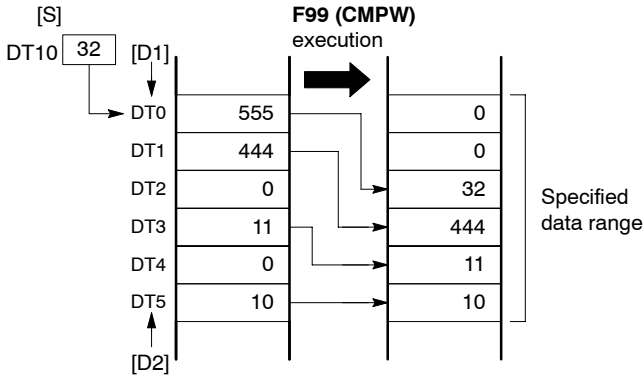 [S]
F99 (CMPW)
execution
DT10 32 [D1]
DT0 555 0
DT1 444 0
DT2 0 32
DT3 11 444
DT4 0 11
DT5 10 10
Specified
data range
[D2]